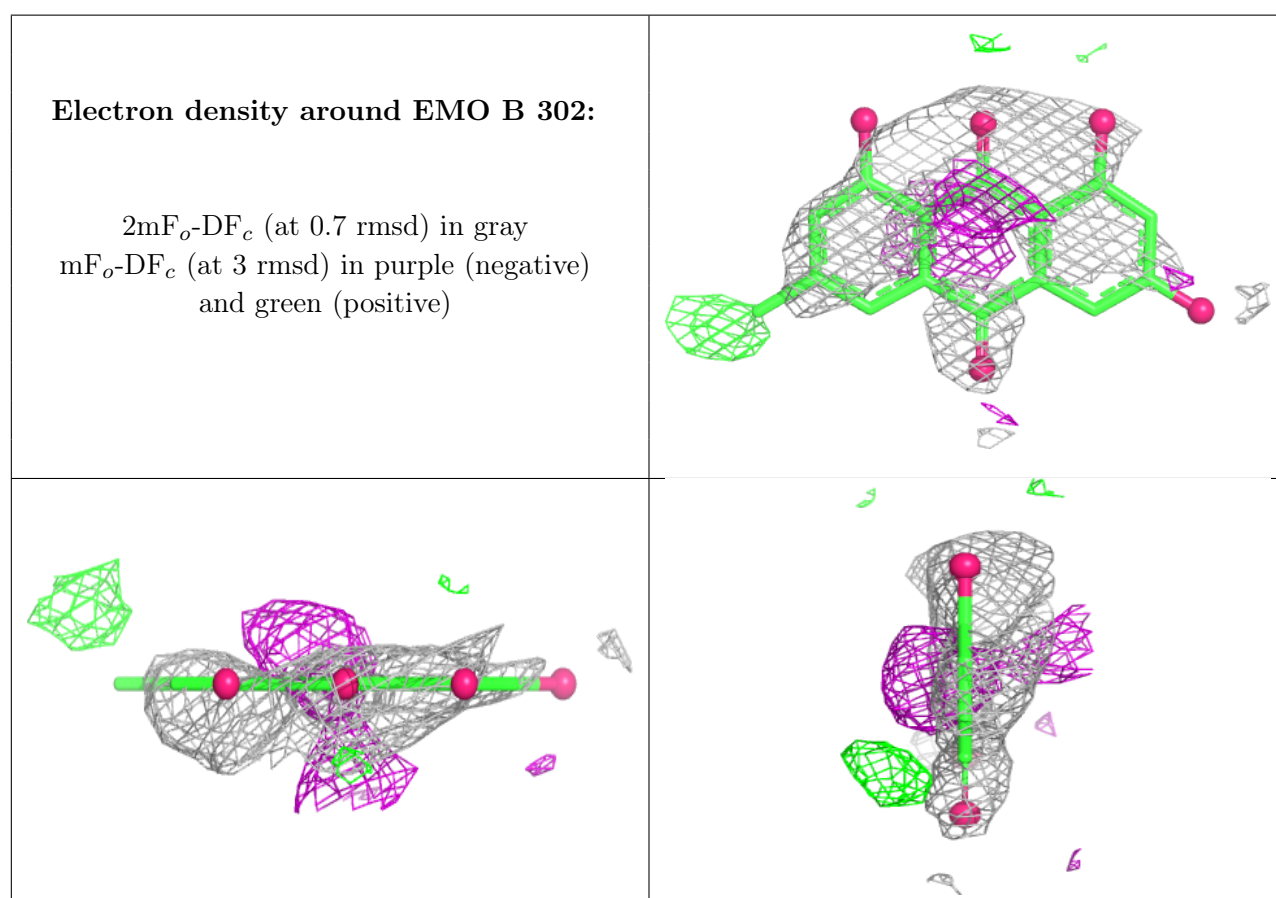 Electron density around EMO B 302:
2mFₒ-DF𝒸 (at 0.7 rmsd) in gray
mFₒ-DF𝒸 (at 3 rmsd) in purple (negative)
and green (positive)